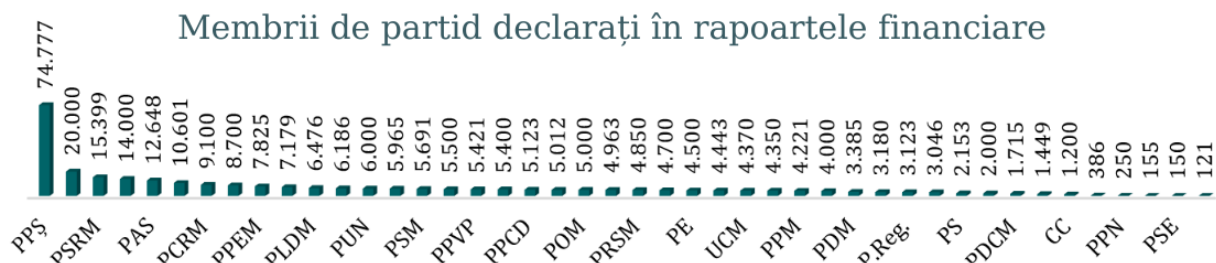 Membrii de partid declarați în rapoartele financiare
74.777 20.000 15.399 14.000 12.648 10.601 9.100 8.700 7.825 7.179 6.476 6.186 6.000 5.965 5.691 5.500 5.421 5.400 5.123 5.012 5.000 4.963 4.850 4.700 4.500 4.443 4.370 4.350 4.221 4.000 3.385 3.180 3.123 3.046 2.153 2.000 1.715 1.449 1.200 386 250 155 150 121
PPȘ PSRM PAS PCRM PPEM PLDM PUN PSM PPVP PPCD POM PRSM PE UCM PPM PDM P.Reg. PS PDCM CC PPN PSE